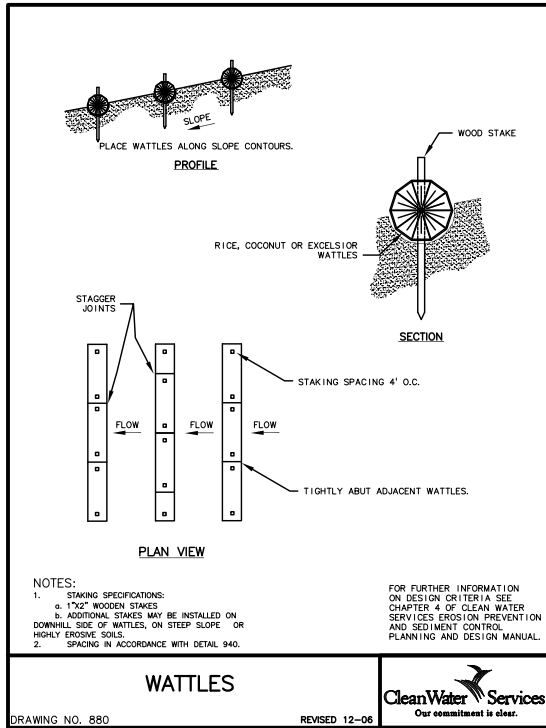 SLOPE
PLACE WATTLES ALONG SLOPE CONTOURS.
PROFILE
WOOD STAKE
RICE, COCONUT OR EXCELSIOR
WATTLES
SECTION
STAGGER
JOINTS
STAKING SPACING 4' O.C.
FLOW
FLOW
FLOW
TIGHTLY ABUT ADJACENT WATTLES.
PLAN VIEW
NOTES:
1. STAKING SPECIFICATIONS:
a. 1"X2" WOODEN STAKES
b. ADDITIONAL STAKES MAY BE INSTALLED ON
DOWNHILL SIDE OF WATTLES, ON STEEP SLOPE OR
HIGHLY EROSIVE SOILS.
2. SPACING IN ACCORDANCE WITH DETAIL 940.
FOR FURTHER INFORMATION
ON DESIGN CRITERIA SEE
CHAPTER 4 OF CLEAN WATER
SERVICES EROSION PREVENTION
AND SEDIMENT CONTROL
PLANNING AND DESIGN MANUAL.
WATTLES
DRAWING NO. 880
REVISED 12-06
CleanWater Services
Our commitment is clear.